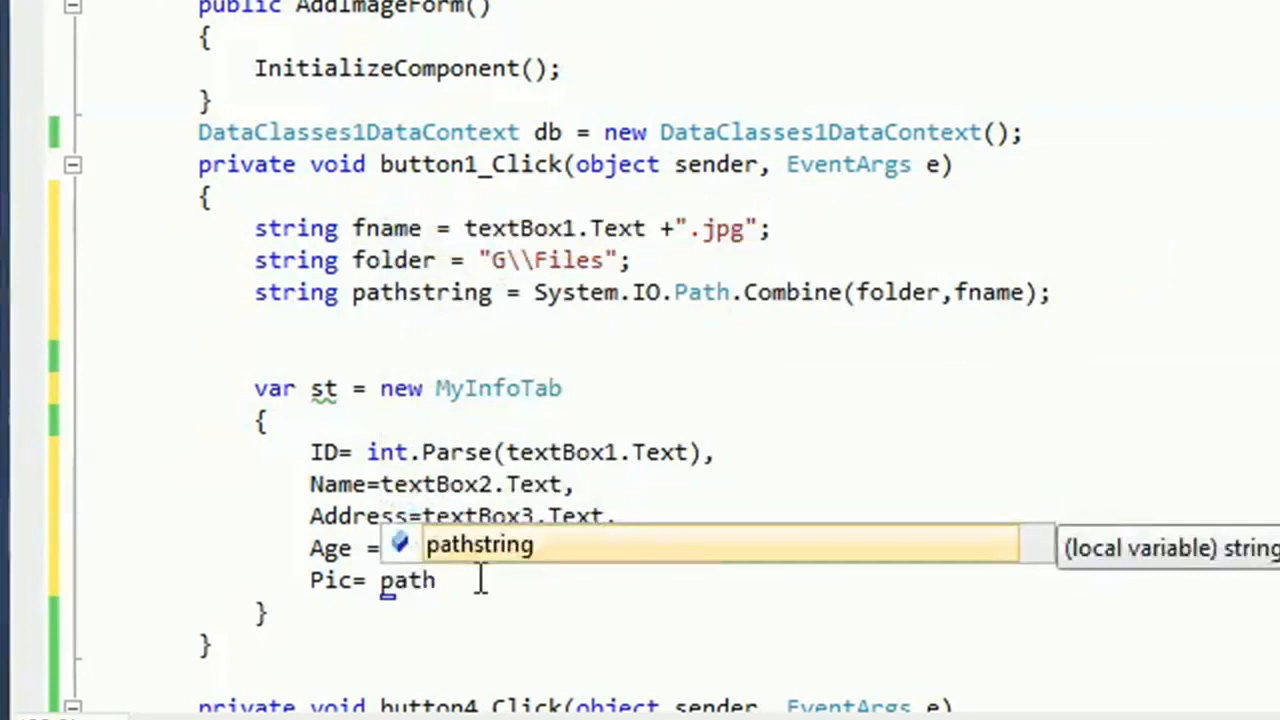 public AddImageForm()
{
InitializeComponent();
}
DataClasses1DataContext db = new DataClasses1DataContext();
private void button1_Click(object sender, EventArgs e)
{
string fname = textBox1.Text +".jpg";
string folder = "G\\Files";
string pathstring = System.IO.Path.Combine(folder,fname);
var st = new MyInfoTab
{
ID= int.Parse(textBox1.Text),
Name=textBox2.Text,
Address=textBox3.Text,
Age =
pathstring
(local variable) string
Pic= path
}
}
private void button4_Click(object sender, EventArgs e)